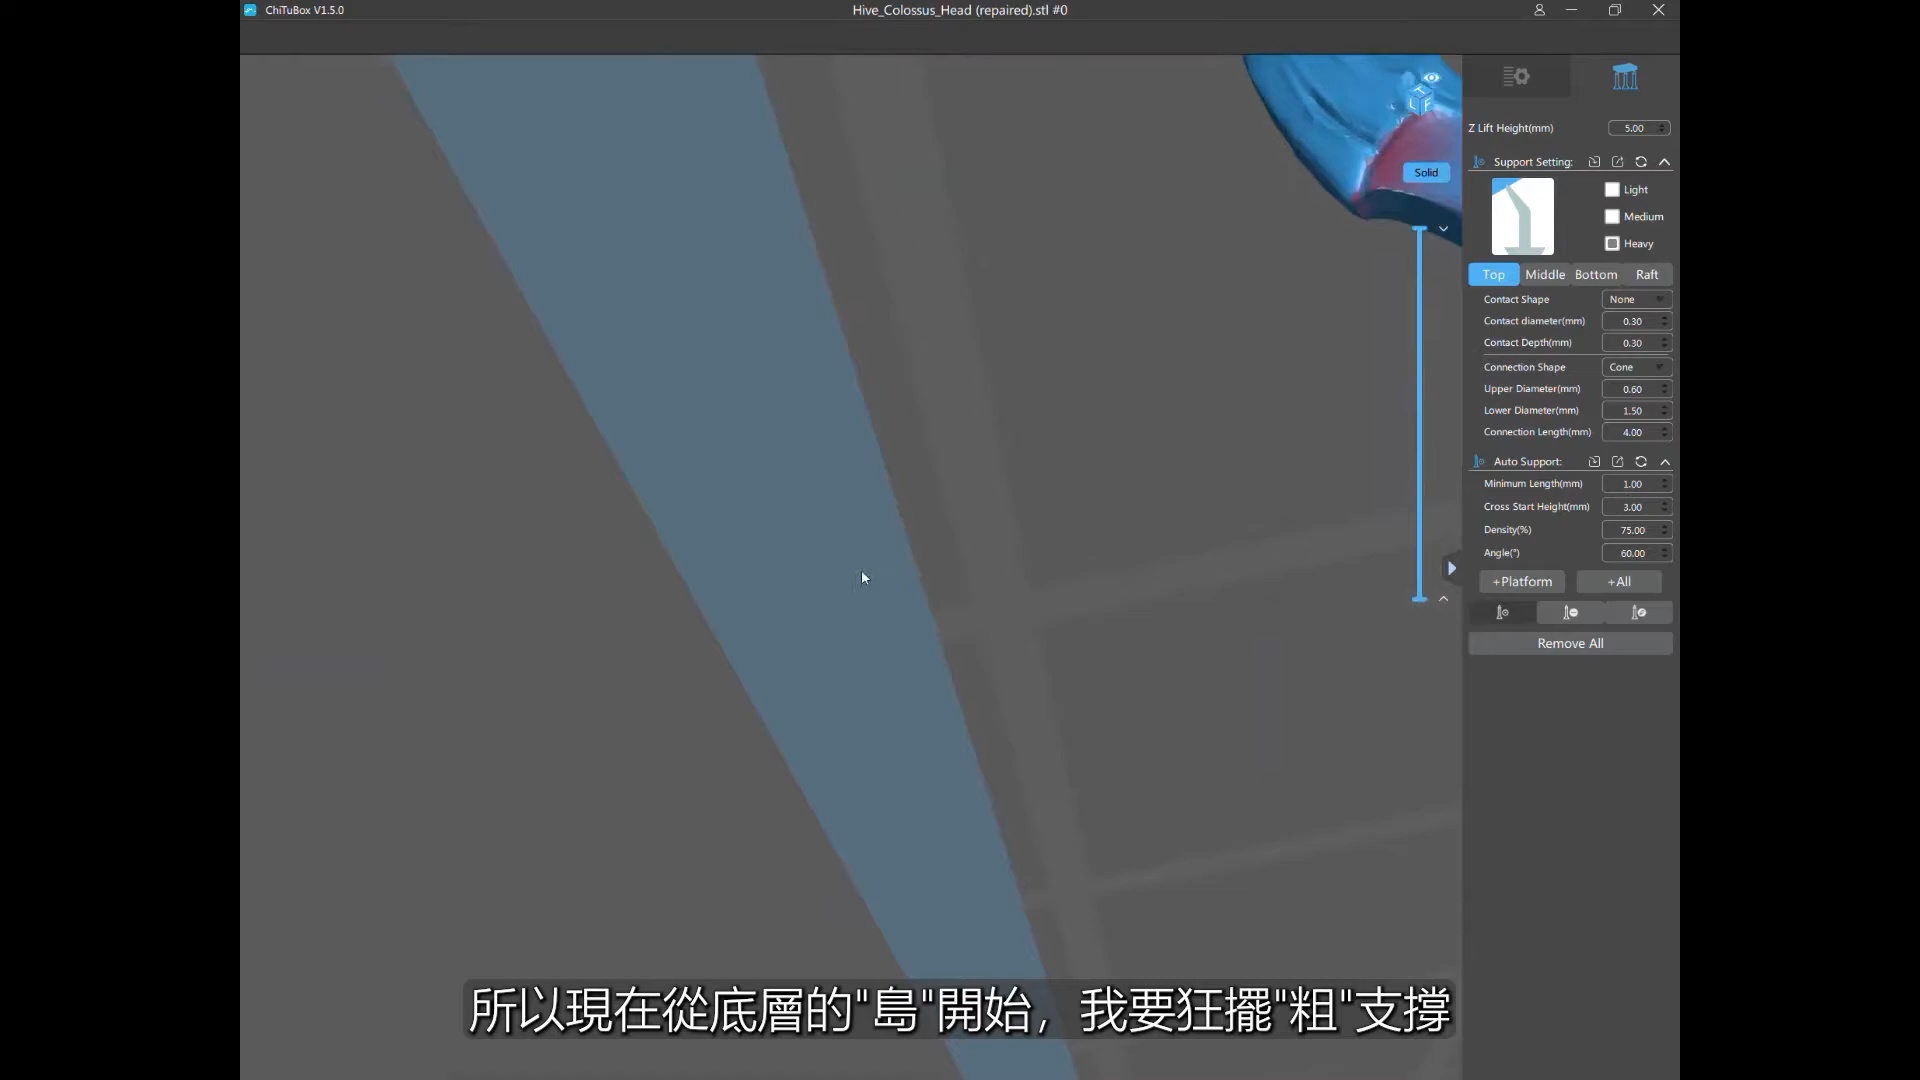 ChiTuBox V1.5.0
Hive_Colossus_Head (repaired).stl #0
T
L F
Solid
Z Lift Height(mm) 5.00
Support Setting:
Light
Medium
Heavy
Top Middle Bottom Raft
Contact Shape None
Contact diameter(mm) 0.30
Contact Depth(mm) 0.30
Connection Shape Cone
Upper Diameter(mm) 0.60
Lower Diameter(mm) 1.50
Connection Length(mm) 4.00
Auto Support:
Minimum Length(mm) 1.00
Cross Start Height(mm) 3.00
Density(%) 75.00
Angle(°) 60.00
+Platform +All
Remove All
所以現在從底層的"島"開始，我要狂擺"粗"支撐